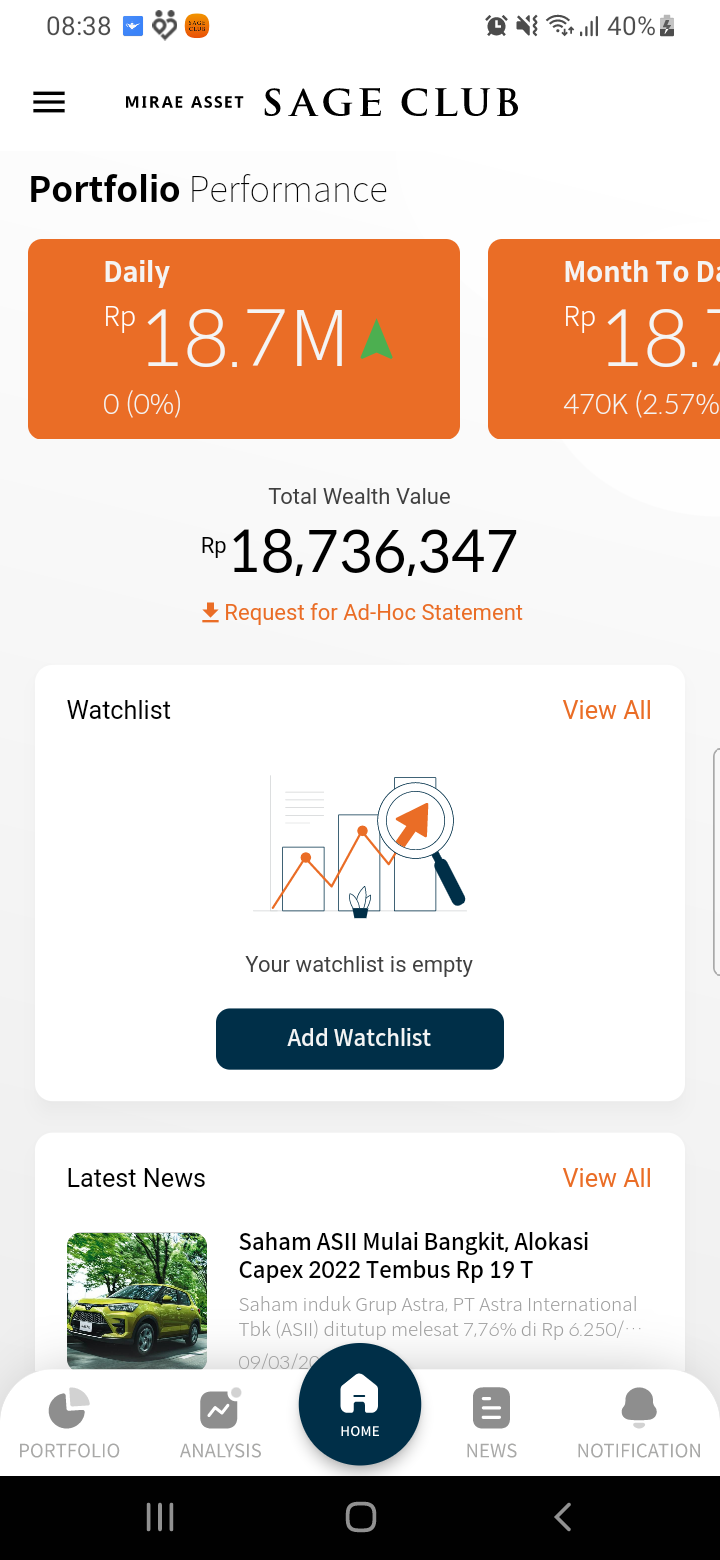 08:38
SAGE CLUB
40%
MIRAE ASSET SAGE CLUB
Portfolio Performance
Daily
Rp 18.7M
0 (0%)
Month To Da
Rp 18.7
470K (2.57%
Total Wealth Value
Rp 18,736,347
Request for Ad-Hoc Statement
Watchlist
View All
Your watchlist is empty
Add Watchlist
Latest News
View All
Saham ASII Mulai Bangkit, Alokasi
Capex 2022 Tembus Rp 19 T
Saham induk Grup Astra, PT Astra International
Tbk (ASII) ditutup melesat 7,76% di Rp 6.250/...
09/03/20
PORTFOLIO
ANALYSIS
HOME
NEWS
NOTIFICATION